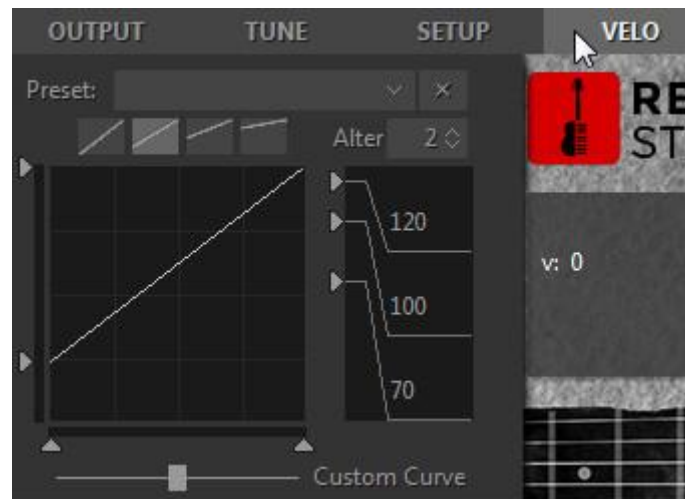 OUTPUT TUNE SETUP VELO
Preset:
RE
ST
Alter 2
120
v: 0
100
70
Custom Curve